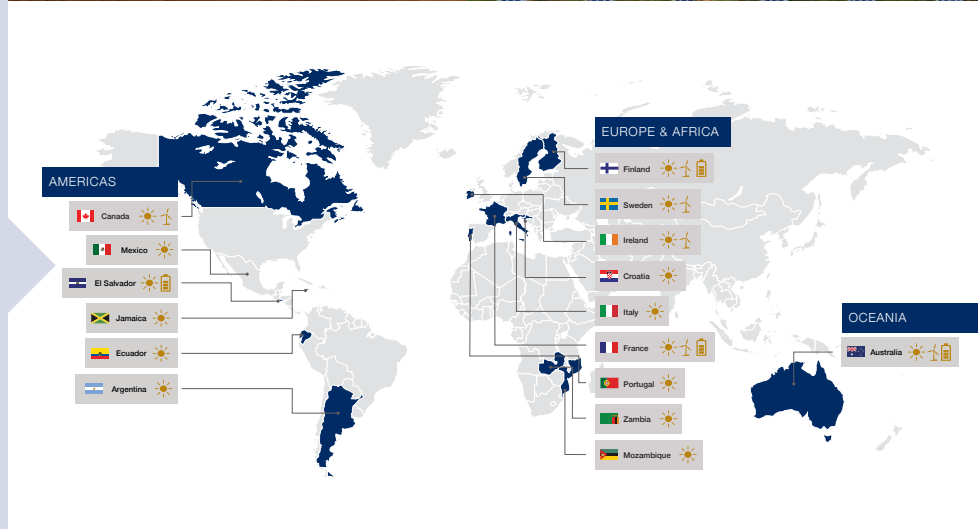 AMERICAS
Canada
Mexico
El Salvador
Jamaica
Ecuador
Argentina
EUROPE & AFRICA
Finland
Sweden
Ireland
Croatia
Italy
France
Portugal
Zambia
Mozambique
OCEANIA
Australia